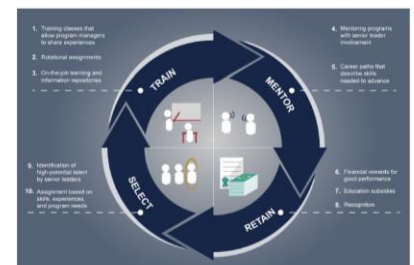 1. Training classes that
allow program managers
to share experiences
2. Rotational assignments
3. On-the-job learning and
information repositories
4. Mentoring programs
with senior leader
involvement
5. Career paths that
describe skills
needed to advance
TRAIN
MENTOR
SELECT
RETAIN
9. Identification of
high-potential talent
by senior leaders
10. Assignment based on
skills, experiences,
and program needs
6. Financial rewards for
good performance
7. Education subsidies
8. Recognition